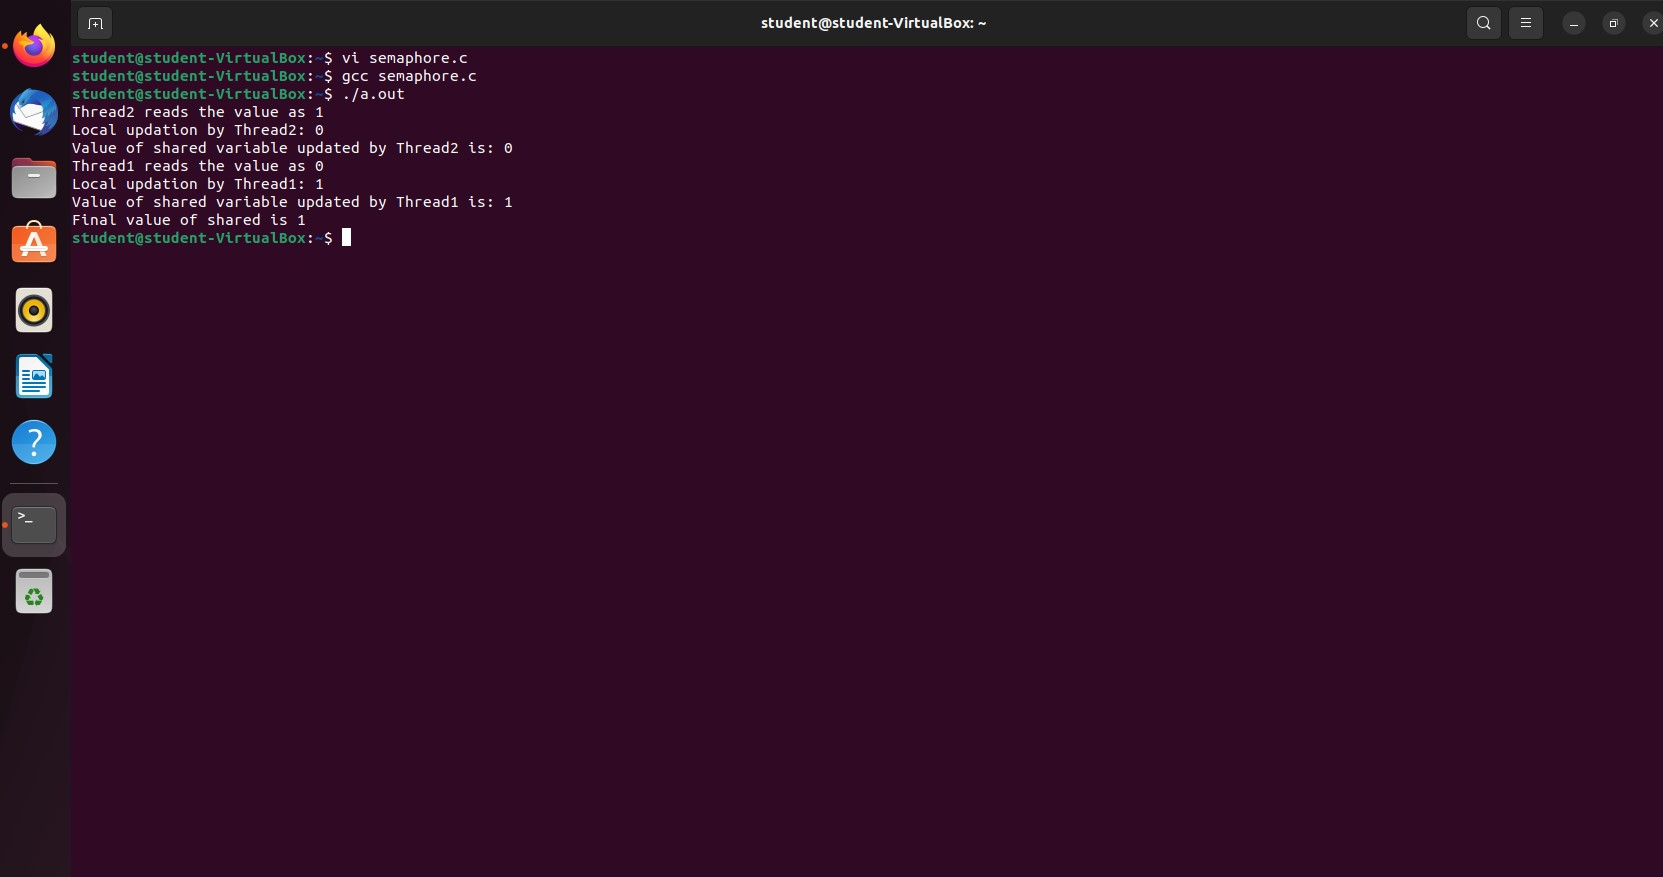 student@student-VirtualBox: ~
student@student-VirtualBox:~$ vi semaphore.c
student@student-VirtualBox:~$ gcc semaphore.c
student@student-VirtualBox:~$ ./a.out
Thread2 reads the value as 1
Local updation by Thread2: 0
Value of shared variable updated by Thread2 is: 0
Thread1 reads the value as 0
Local updation by Thread1: 1
Value of shared variable updated by Thread1 is: 1
Final value of shared is 1
student@student-VirtualBox:~$